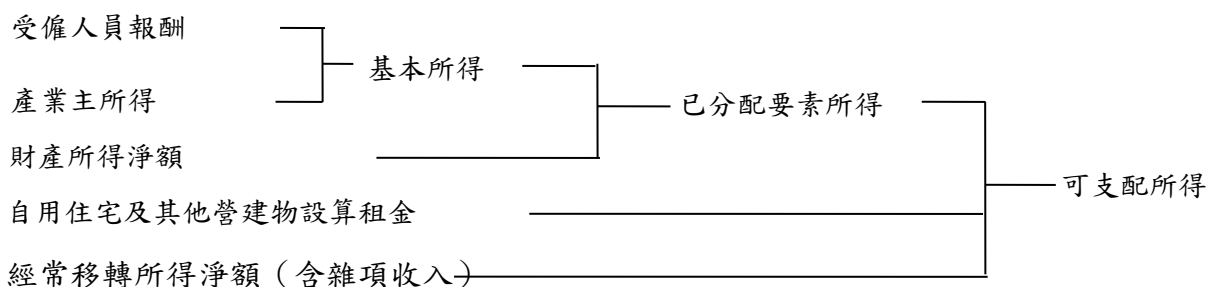 受僱人員報酬
基本所得
產業主所得
已分配要素所得
財產所得淨額
可支配所得
自用住宅及其他營建物設算租金
經常移轉所得淨額（含雜項收入）